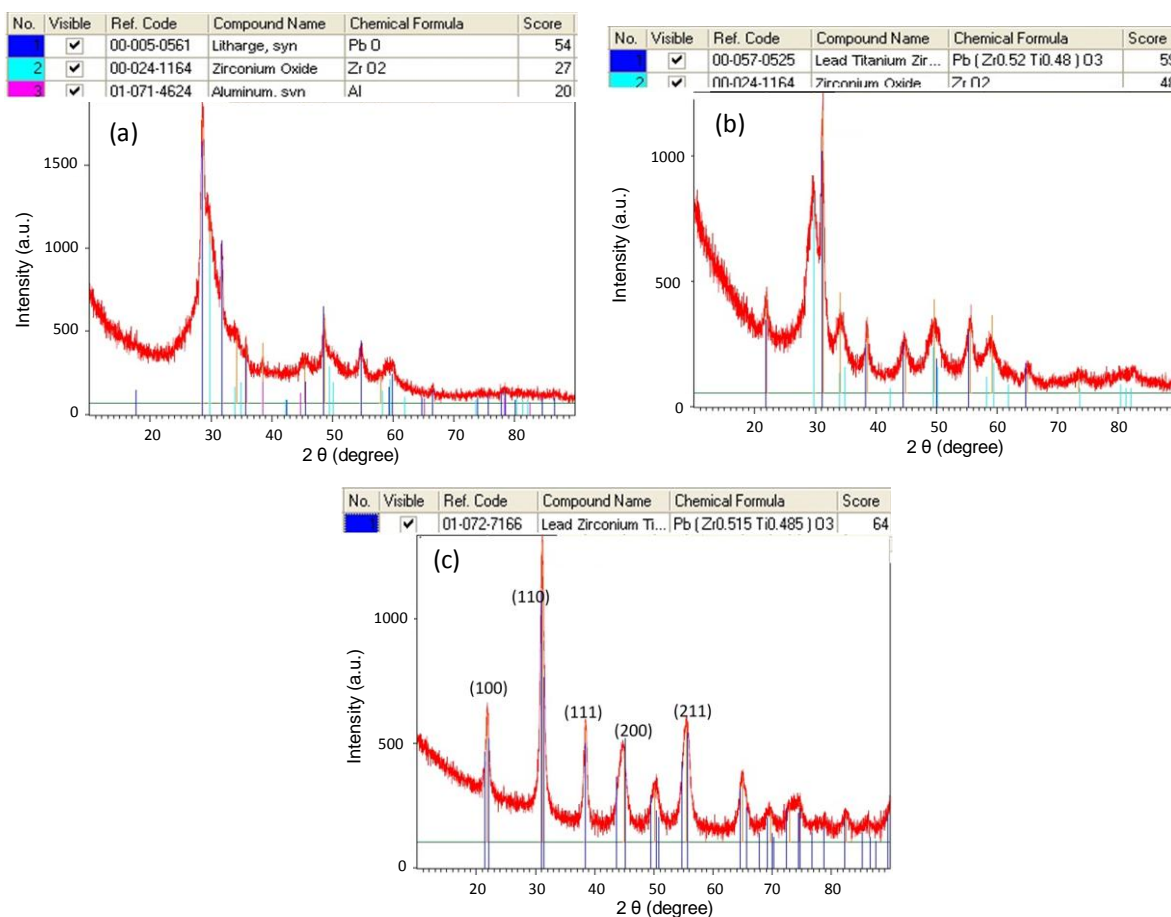 No. Visible Ref. Code Compound Name Chemical Formula Score
1 00-005-0561 Litharge, syn Pb O 54
2 00-024-1164 Zirconium Oxide Zr O2 27
3 01-071-4624 Aluminum, syn Al 20
(a)
Intensity (a.u.)
1500
1000
500
0
20 30 40 50 60 70 80
2 θ (degree)
No. Visible Ref. Code Compound Name Chemical Formula Score
1 00-057-0525 Lead Titanium Zir... Pb ( Zr0.52 Ti0.48 ) O3 59
2 00-024-1164 Zirconium Oxide Zr O2 48
(b)
Intensity (a.u.)
1000
500
0
10 20 30 40 50 60 70 80
2 θ (degree)
No. Visible Ref. Code Compound Name Chemical Formula Score
01-072-7166 Lead Zirconium Ti... Pb ( Zr0.515 Ti0.485 ) O3 64
(c)
(110)
(100)
(111)
(200)
(211)
Intensity (a.u.)
1000
500
0
20 30 40 50 60 70 80
2 θ (degree)